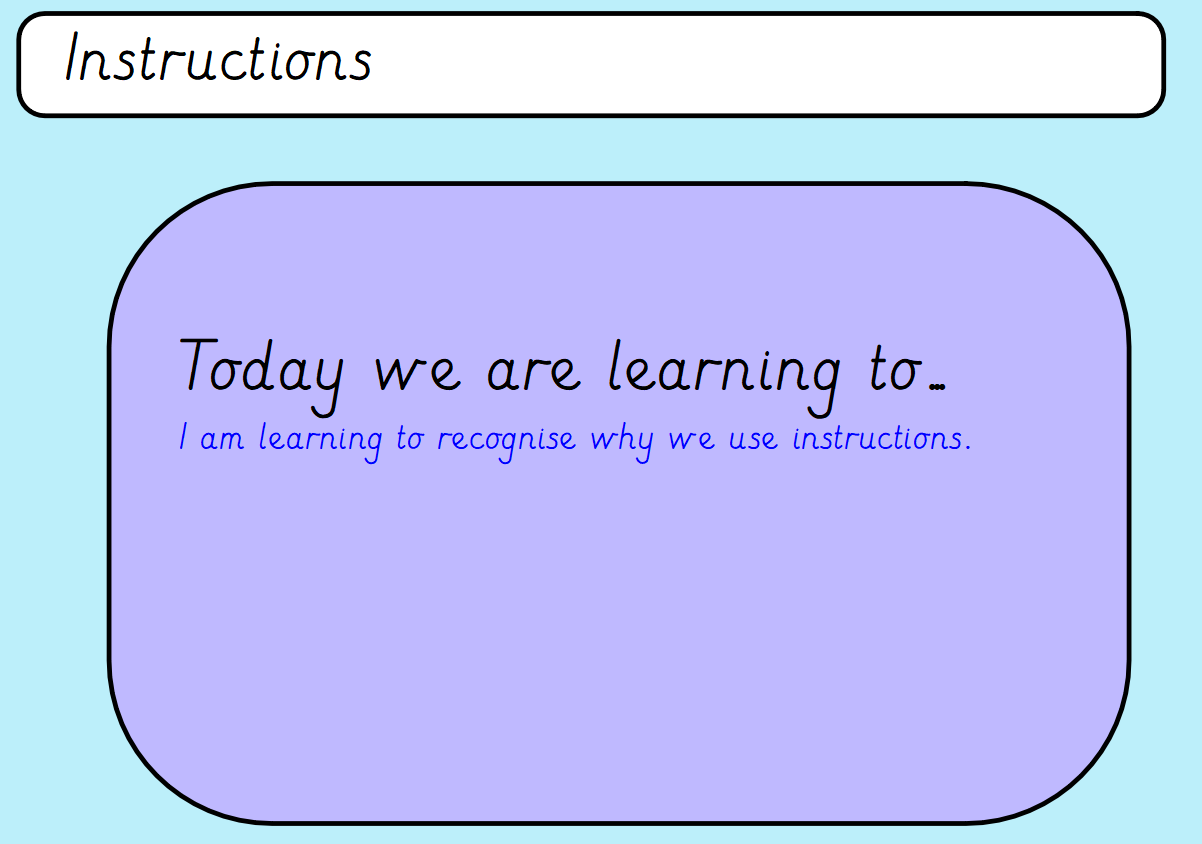 Instructions
Today we are learning to...
I am learning to recognise why we use instructions.